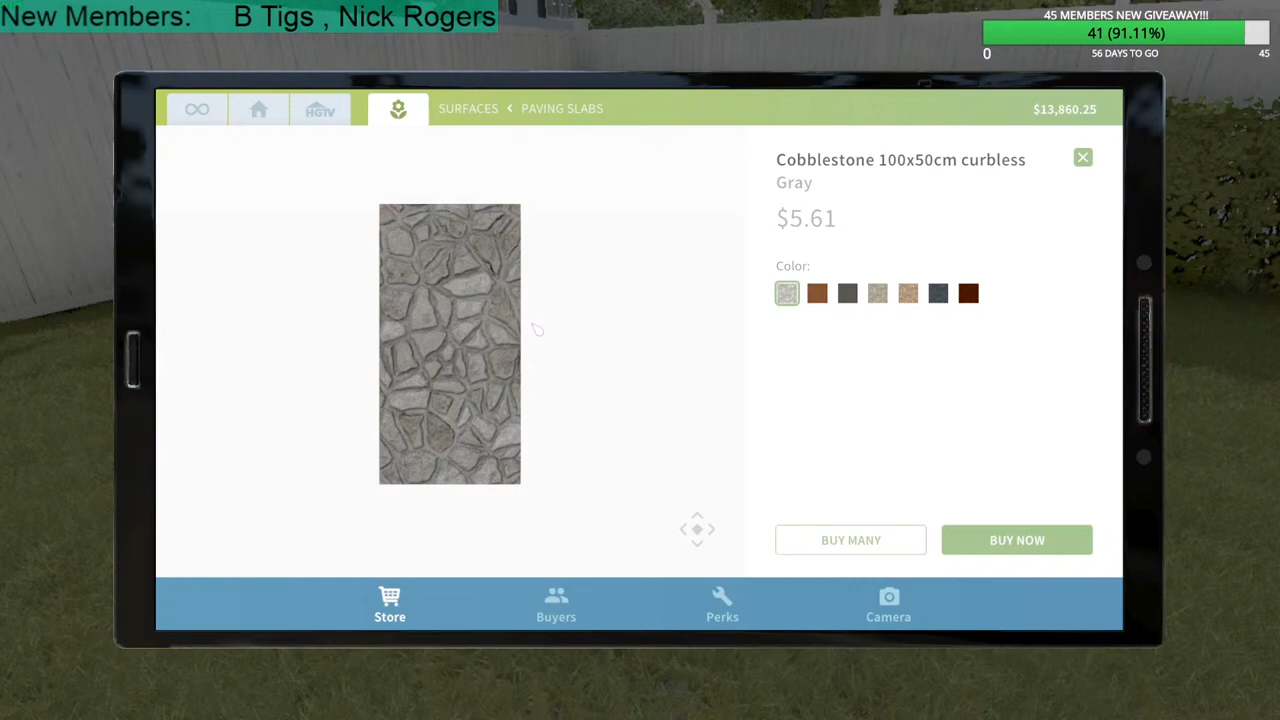 New Members: B Tigs , Nick Rogers
45 MEMBERS NEW GIVEAWAY!!!
41 (91.11%)
0 56 DAYS TO GO 45
HGTV SURFACES < PAVING SLABS $13,860.25
Cobblestone 100x50cm curbless
Gray
$5.61
Color:
BUY MANY BUY NOW
Store Buyers Perks Camera